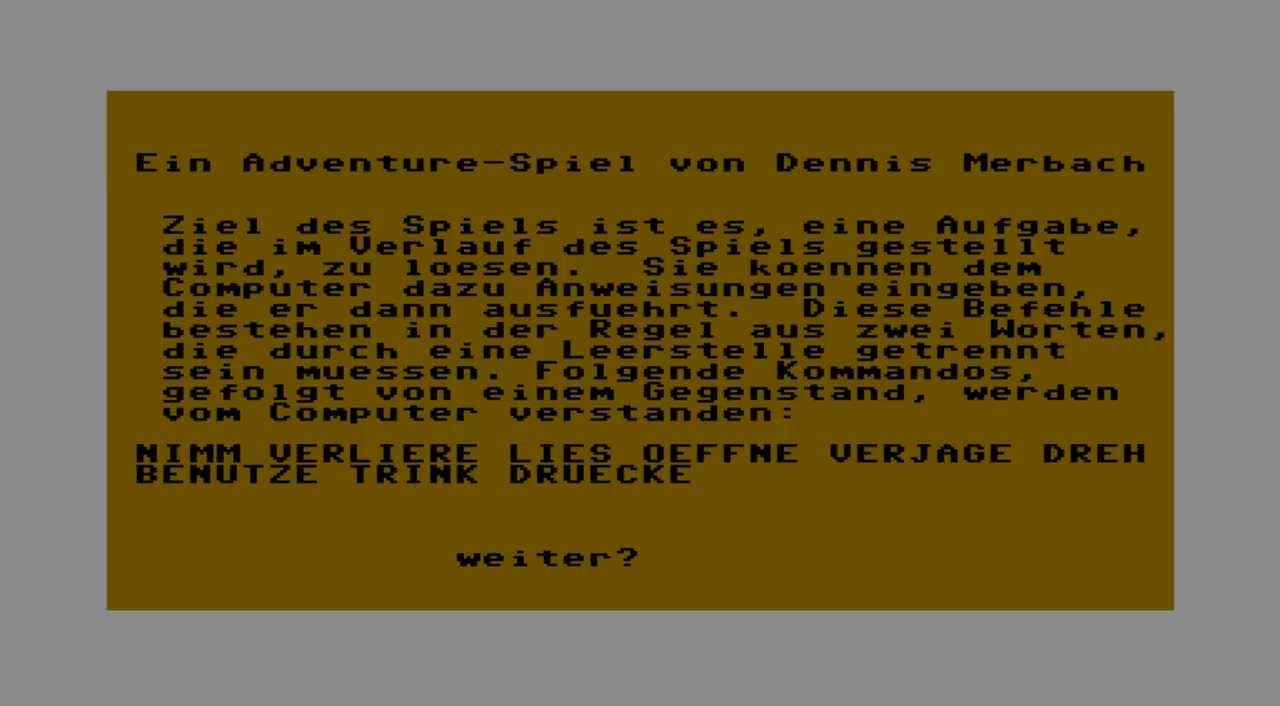 Ein Adventure-Spiel von Dennis Merbach
Ziel des Spiels ist es, eine Aufgabe,
die im Verlauf des Spiels gestellt
wird, zu loesen. Sie koennen dem
Computer dazu Anweisungen eingeben,
die er dann ausfuehrt. Diese Befehle
bestehen in der Regel aus zwei Worten,
die durch eine Leerstelle getrennt
sein muessen. Folgende Kommandos,
gefolgt von einem Gegenstand, werden
vom Computer verstanden:
NIMM VERLIERE LIES OEFFNE VERJAGE DREH
BENUTZE TRINK DRUECKE
weiter?